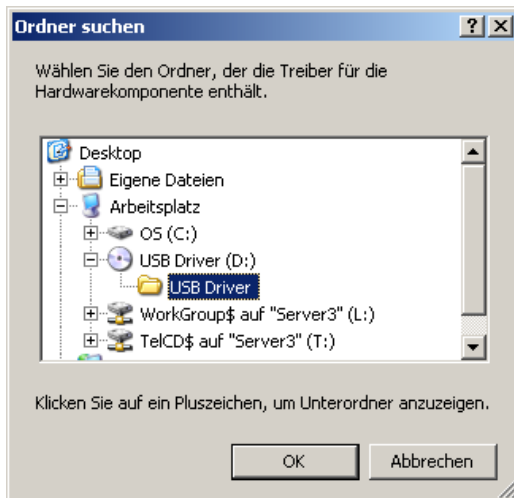 Ordner suchen
Wählen Sie den Ordner, der die Treiber für die
Hardwarekomponente enthält.
Desktop
Eigene Dateien
Arbeitsplatz
OS (C:)
USB Driver (D:)
USB Driver
WorkGroup$ auf "Server3" (L:)
TelCD$ auf "Server3" (T:)
Klicken Sie auf ein Pluszeichen, um Unterordner anzuzeigen.
OK
Abbrechen